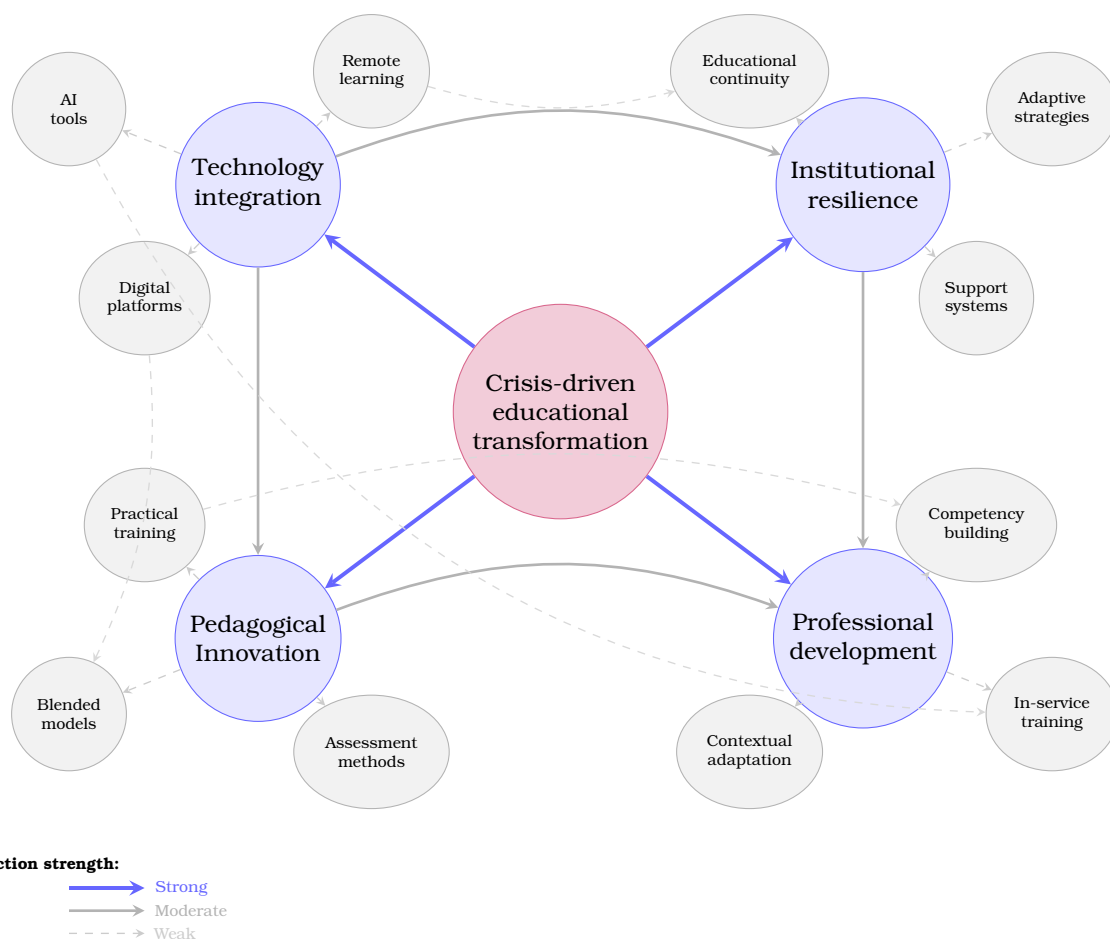 Remote
learning
Educational
continuity
AI
tools
Adaptive
strategies
Technology
integration
Institutional
resilience
Digital
platforms
Support
systems
Crisis-driven
educational
transformation
Practical
training
Competency
building
Pedagogical
Innovation
Professional
development
Blended
models
In-service
training
Assessment
methods
Contextual
adaptation
strength:
Strong
Moderate
Weak